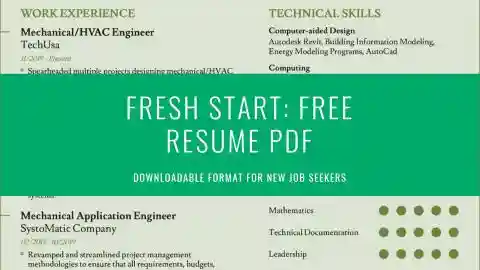 WORK EXPERIENCE
Mechanical/HVAC Engineer
TechUsa
11/2019 - Present
Spearheaded multiple projects designing mechanical/HVAC
TECHNICAL SKILLS
Computer-aided Design
Autodesk Revit, Building Information Modeling,
Energy Modeling Programs, AutoCad
Computing
FRESH START: FREE
RESUME PDF
DOWNLOADABLE FORMAT FOR NEW JOB SEEKERS
systems
Mechanical Application Engineer
SystoMatic Company
Revamped and streamlined project management
methodologies to ensure that all requirements, budgets,
Mathematics
Technical Documentation
Leadership